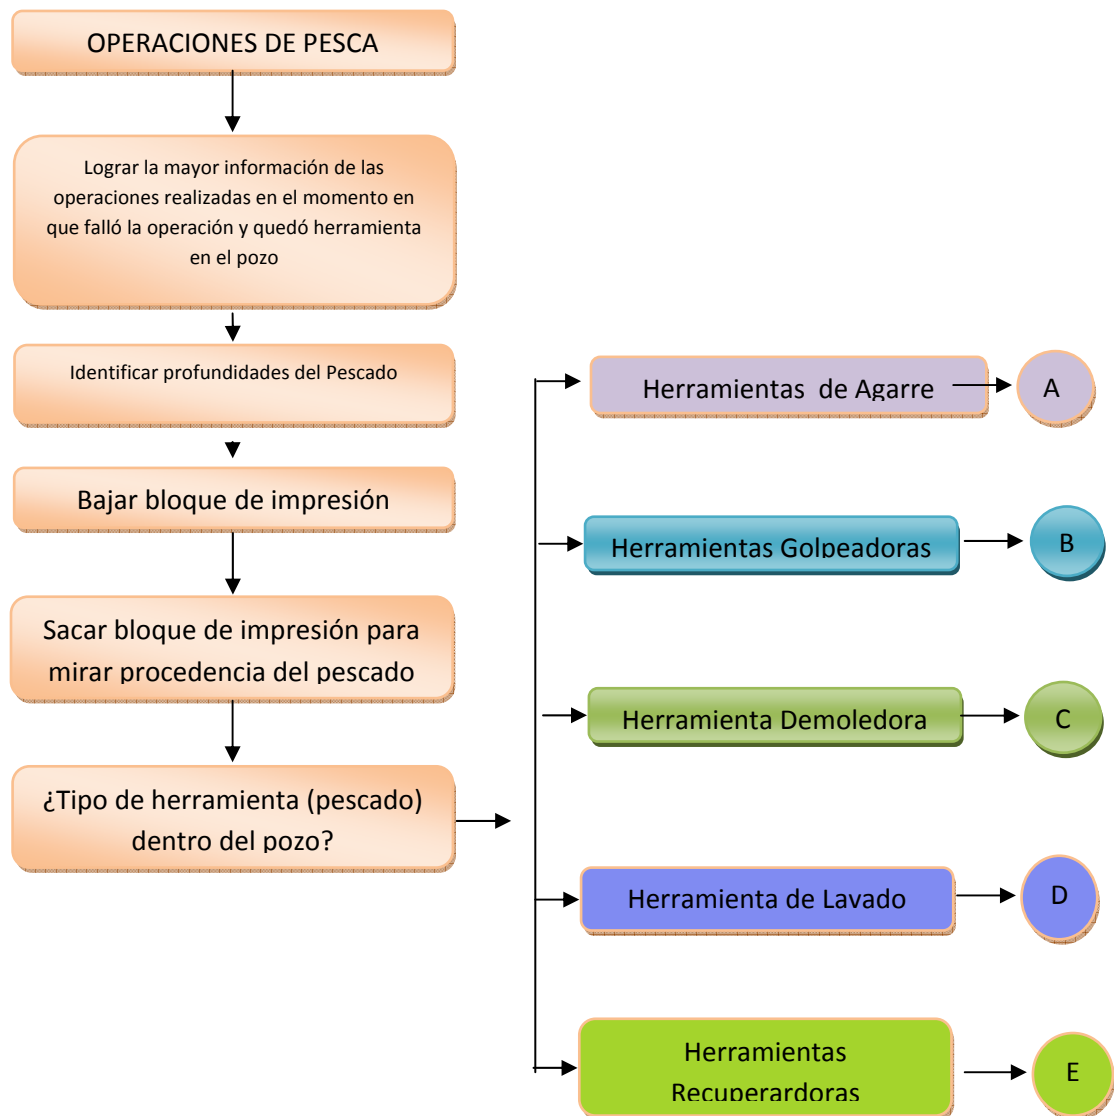 OPERACIONES DE PESCA
Lograr la mayor información de las
operaciones realizadas en el momento en
que falló la operación y quedó herramienta
en el pozo
Identificar profundidades del Pescado
Bajar bloque de impresión
Sacar bloque de impresión para
mirar procedencia del pescado
¿Tipo de herramienta (pescado)
dentro del pozo?
Herramientas de Agarre
A
Herramientas Golpeadoras
B
Herramienta Demoledora
C
Herramienta de Lavado
D
Herramientas
Recuperardoras
E